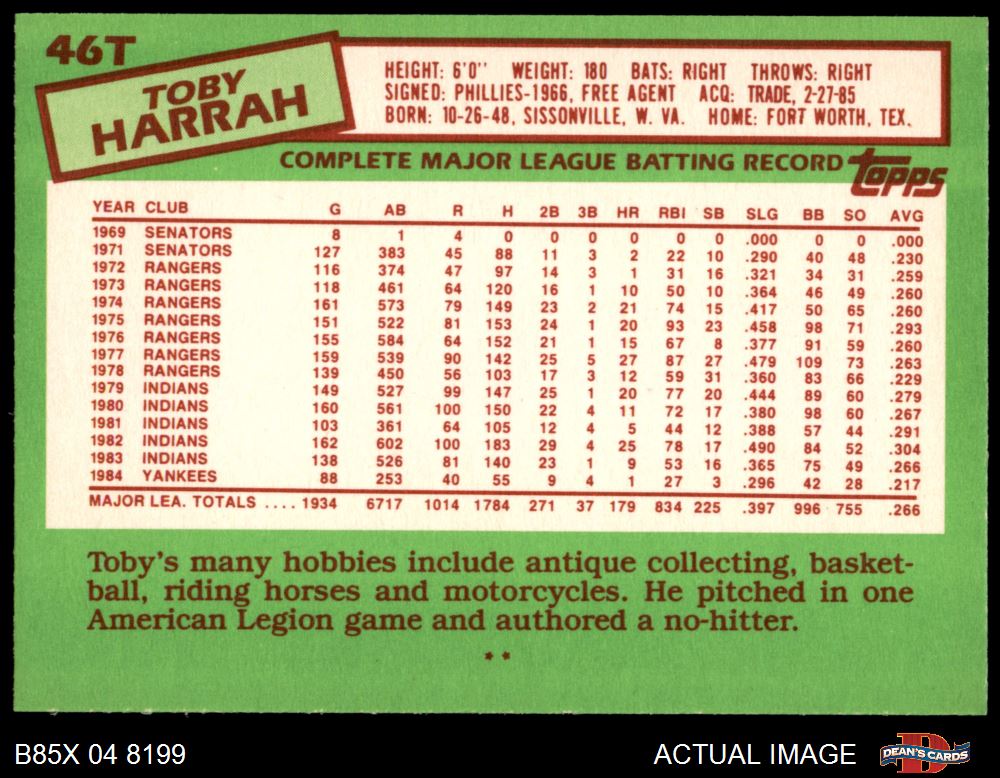 46T
TOBY
HARRAH
HEIGHT: 6'0" WEIGHT: 180 BATS: RIGHT THROWS: RIGHT
SIGNED: PHILLIES-1966, FREE AGENT ACQ: TRADE, 2-27-85
BORN: 10-26-48, SISSONVILLE, W. VA. HOME: FORT WORTH, TEX.
COMPLETE MAJOR LEAGUE BATTING RECORD Topps
YEAR CLUB G AB R H 2B 3B HR RBI SB SLG BB SO AVG
1969 SENATORS 8 1 4 0 0 0 0 0 0 .000 0 0 .000
1971 SENATORS 127 383 45 88 11 3 2 22 10 .290 40 48 .230
1972 RANGERS 116 374 47 97 14 3 1 31 16 .321 34 31 .259
1973 RANGERS 118 461 64 120 16 1 10 50 10 .364 46 49 .260
1974 RANGERS 161 573 79 149 23 2 21 74 15 .417 50 65 .260
1975 RANGERS 151 522 81 153 24 1 20 93 23 .458 98 71 .293
1976 RANGERS 155 584 64 152 21 1 15 67 8 .377 91 59 .260
1977 RANGERS 159 539 90 142 25 5 27 87 27 .479 109 73 .263
1978 RANGERS 139 450 56 103 17 3 12 59 31 .360 83 66 .229
1979 INDIANS 149 527 99 147 25 1 20 77 20 .444 89 60 .279
1980 INDIANS 160 561 100 150 22 4 11 72 17 .380 98 60 .267
1981 INDIANS 103 361 64 105 12 4 5 44 12 .388 57 44 .291
1982 INDIANS 162 602 100 183 29 4 25 78 17 .490 84 52 .304
1983 INDIANS 138 526 81 140 23 1 9 53 16 .365 75 49 .266
1984 YANKEES 88 253 40 55 9 4 1 27 3 .296 42 28 .217
MAJOR LEA. TOTALS .... 1934 6717 1014 1784 271 37 179 834 225 .397 996 755 .266
Toby's many hobbies include antique collecting, basket-
ball, riding horses and motorcycles. He pitched in one
American Legion game and authored a no-hitter.
**
B85X 04 8199 ACTUAL IMAGE DEAN'S CARDS